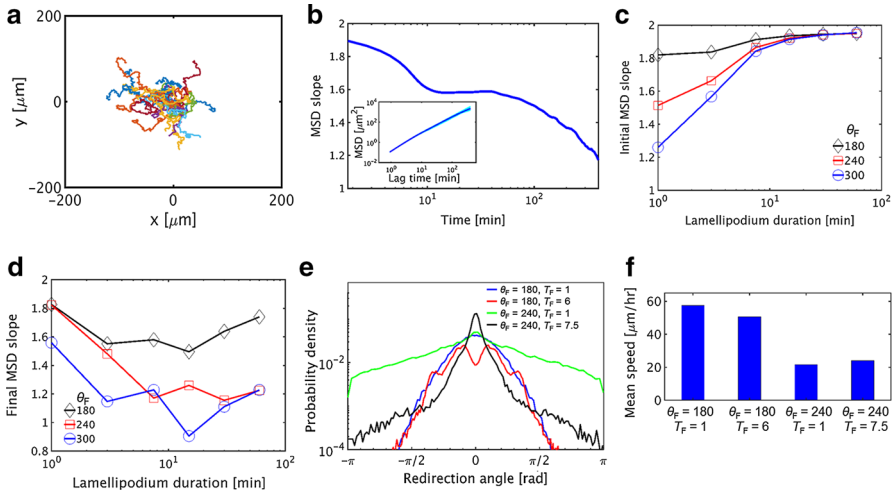 a
200
0
-200
-200
0
200
y [μm]
x [μm]
b
2
1.8
1.6
1.4
1.2
1
10¹
10²
MSD slope
Time [min]
10⁴
10²
10⁰
10⁻²
10⁰
10¹
10²
MSD [μm²]
Lag time [min]
c
2
1.8
1.6
1.4
1.2
1
10⁰
10¹
10²
Initial MSD slope
Lamellipodium duration [min]
θF
180
240
300
d
2
1.8
1.6
1.4
1.2
1
0.8
10⁰
10¹
10²
Final MSD slope
Lamellipodium duration [min]
θF
180
240
300
e
θF = 180, TF = 1
θF = 180, TF = 6
θF = 240, TF = 1
θF = 240, TF = 7.5
10⁻²
10⁻⁴
-π
-π/2
0
π/2
π
Probability density
Redirection angle [rad]
f
60
40
20
0
Mean speed [μm/hr]
θF = 180 θF = 180 θF = 240 θF = 240
TF = 1 TF = 6 TF = 1 TF = 7.5